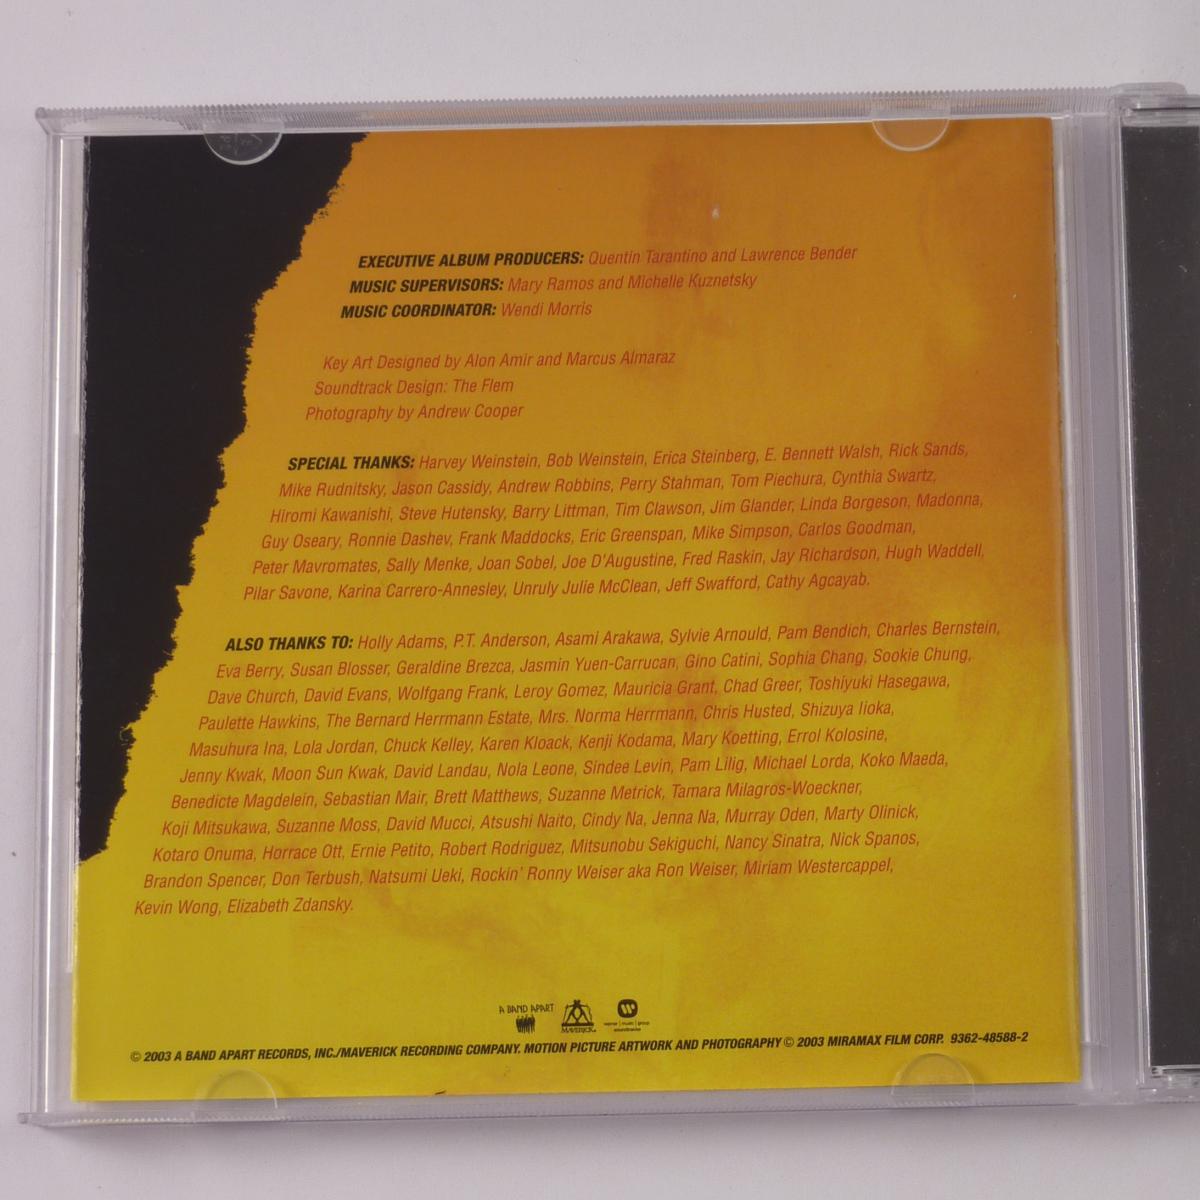 EXECUTIVE ALBUM PRODUCERS: Quentin Tarantino and Lawrence Bender
MUSIC SUPERVISORS: Mary Ramos and Michelle Kuznetsky
MUSIC COORDINATOR: Wendi Morris
Key Art Designed by Alon Amir and Marcus Almaraz
Soundtrack Design: The Flem
Photography by Andrew Cooper
SPECIAL THANKS: Harvey Weinstein, Bob Weinstein, Erica Steinberg, E. Bennett Walsh, Rick Sands,
Mike Rudnitsky, Jason Cassidy, Andrew Robbins, Perry Stahman, Tom Piechura, Cynthia Swartz,
Hiromi Kawanishi, Steve Hutensky, Barry Littman, Tim Clawson, Jim Glander, Linda Borgeson, Madonna,
Guy Oseary, Ronnie Dashev, Frank Maddocks, Eric Greenspan, Mike Simpson, Carlos Goodman,
Peter Mavromates, Sally Menke, Joan Sobel, Joe D'Augustine, Fred Raskin, Jay Richardson, Hugh Waddell,
Pilar Savone, Karina Carrero-Annesley, Unruly Julie McClean, Jeff Swafford, Cathy Agcayab.
ALSO THANKS TO: Holly Adams, P.T. Anderson, Asami Arakawa, Sylvie Arnould, Pam Bendich, Charles Bernstein,
Eva Berry, Susan Blosser, Geraldine Brezca, Jasmin Yuen-Carrucan, Gino Catini, Sophia Chang, Sookie Chung,
Dave Church, David Evans, Wolfgang Frank, Leroy Gomez, Mauricia Grant, Chad Greer, Toshiyuki Hasegawa,
Paulette Hawkins, The Bernard Herrmann Estate, Mrs. Norma Herrmann, Chris Husted, Shizuya Iioka,
Masuhura Ina, Lola Jordan, Chuck Kelley, Karen Kloack, Kenji Kodama, Mary Koetting, Errol Kolosine,
Jenny Kwak, Moon Sun Kwak, David Landau, Nola Leone, Sindee Levin, Pam Lilig, Michael Lorda, Koko Maeda,
Benedicte Magdelein, Sebastian Mair, Brett Matthews, Suzanne Metrick, Tamara Milagros-Woeckner,
Koji Mitsukawa, Suzanne Moss, David Mucci, Atsushi Naito, Cindy Na, Jenna Na, Murray Oden, Marty Olinick,
Kotaro Onuma, Horrace Ott, Ernie Petito, Robert Rodriguez, Mitsunobu Sekiguchi, Nancy Sinatra, Nick Spanos,
Brandon Spencer, Don Terbush, Natsumi Ueki, Rockin' Ronny Weiser aka Ron Weiser, Miriam Westercappel,
Kevin Wong, Elizabeth Zdansky.
A BAND APART MAVERICK. warner | music | group soundtracks
© 2003 A BAND APART RECORDS, INC./MAVERICK RECORDING COMPANY. MOTION PICTURE ARTWORK AND PHOTOGRAPHY © 2003 MIRAMAX FILM CORP. 9362-48588-2